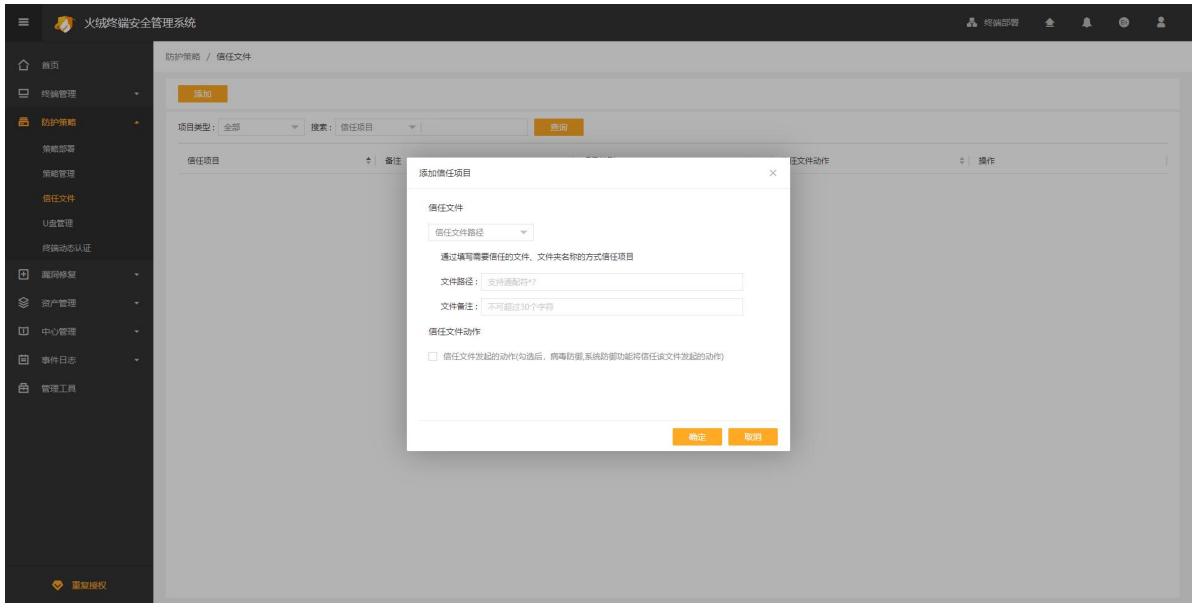 火绒终端安全管理系统
终端部署
首页
终端管理
防护策略
策略部署
策略管理
信任文件
U盘管理
终端动态认证
漏洞修复
资产管理
中心管理
事件日志
管理工具
重复授权
防护策略 / 信任文件
添加
项目类型: 全部 搜索: 信任项目 查询
信任项目 备注 任文件动作 操作
添加信任项目
信任文件
信任文件路径
通过填写需要信任的文件、文件夹名称的方式信任项目
文件路径: 支持通配符*?
文件备注: 不可超过30个字符
信任文件动作
信任文件发起的动作(勾选后，病毒防御,系统防御功能将信任该文件发起的动作)
确定 取消